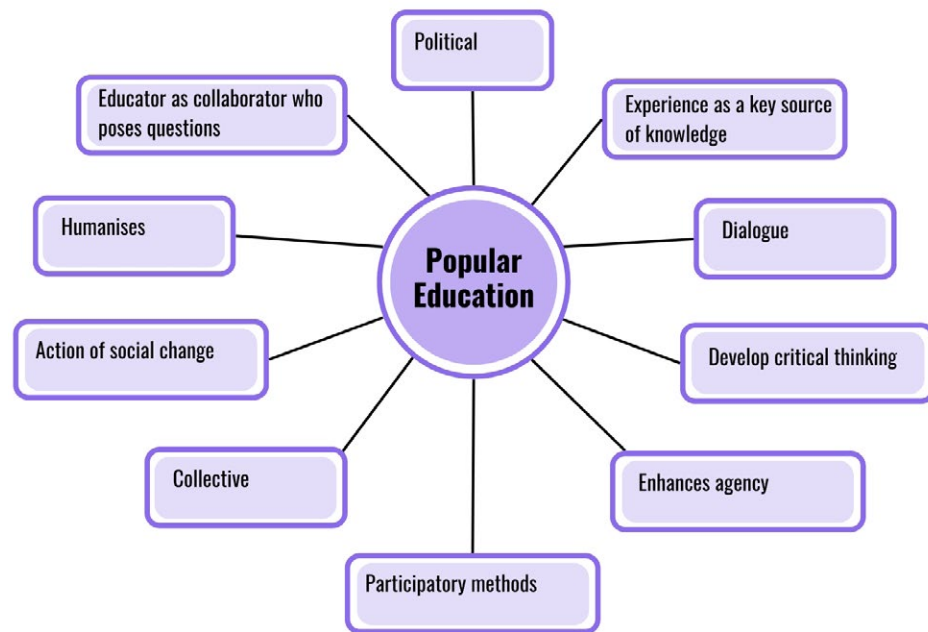 Political
Educator as collaborator who
poses questions
Experience as a key source
of knowledge
Humanises
Dialogue
Popular
Education
Action of social change
Develop critical thinking
Collective
Enhances agency
Participatory methods